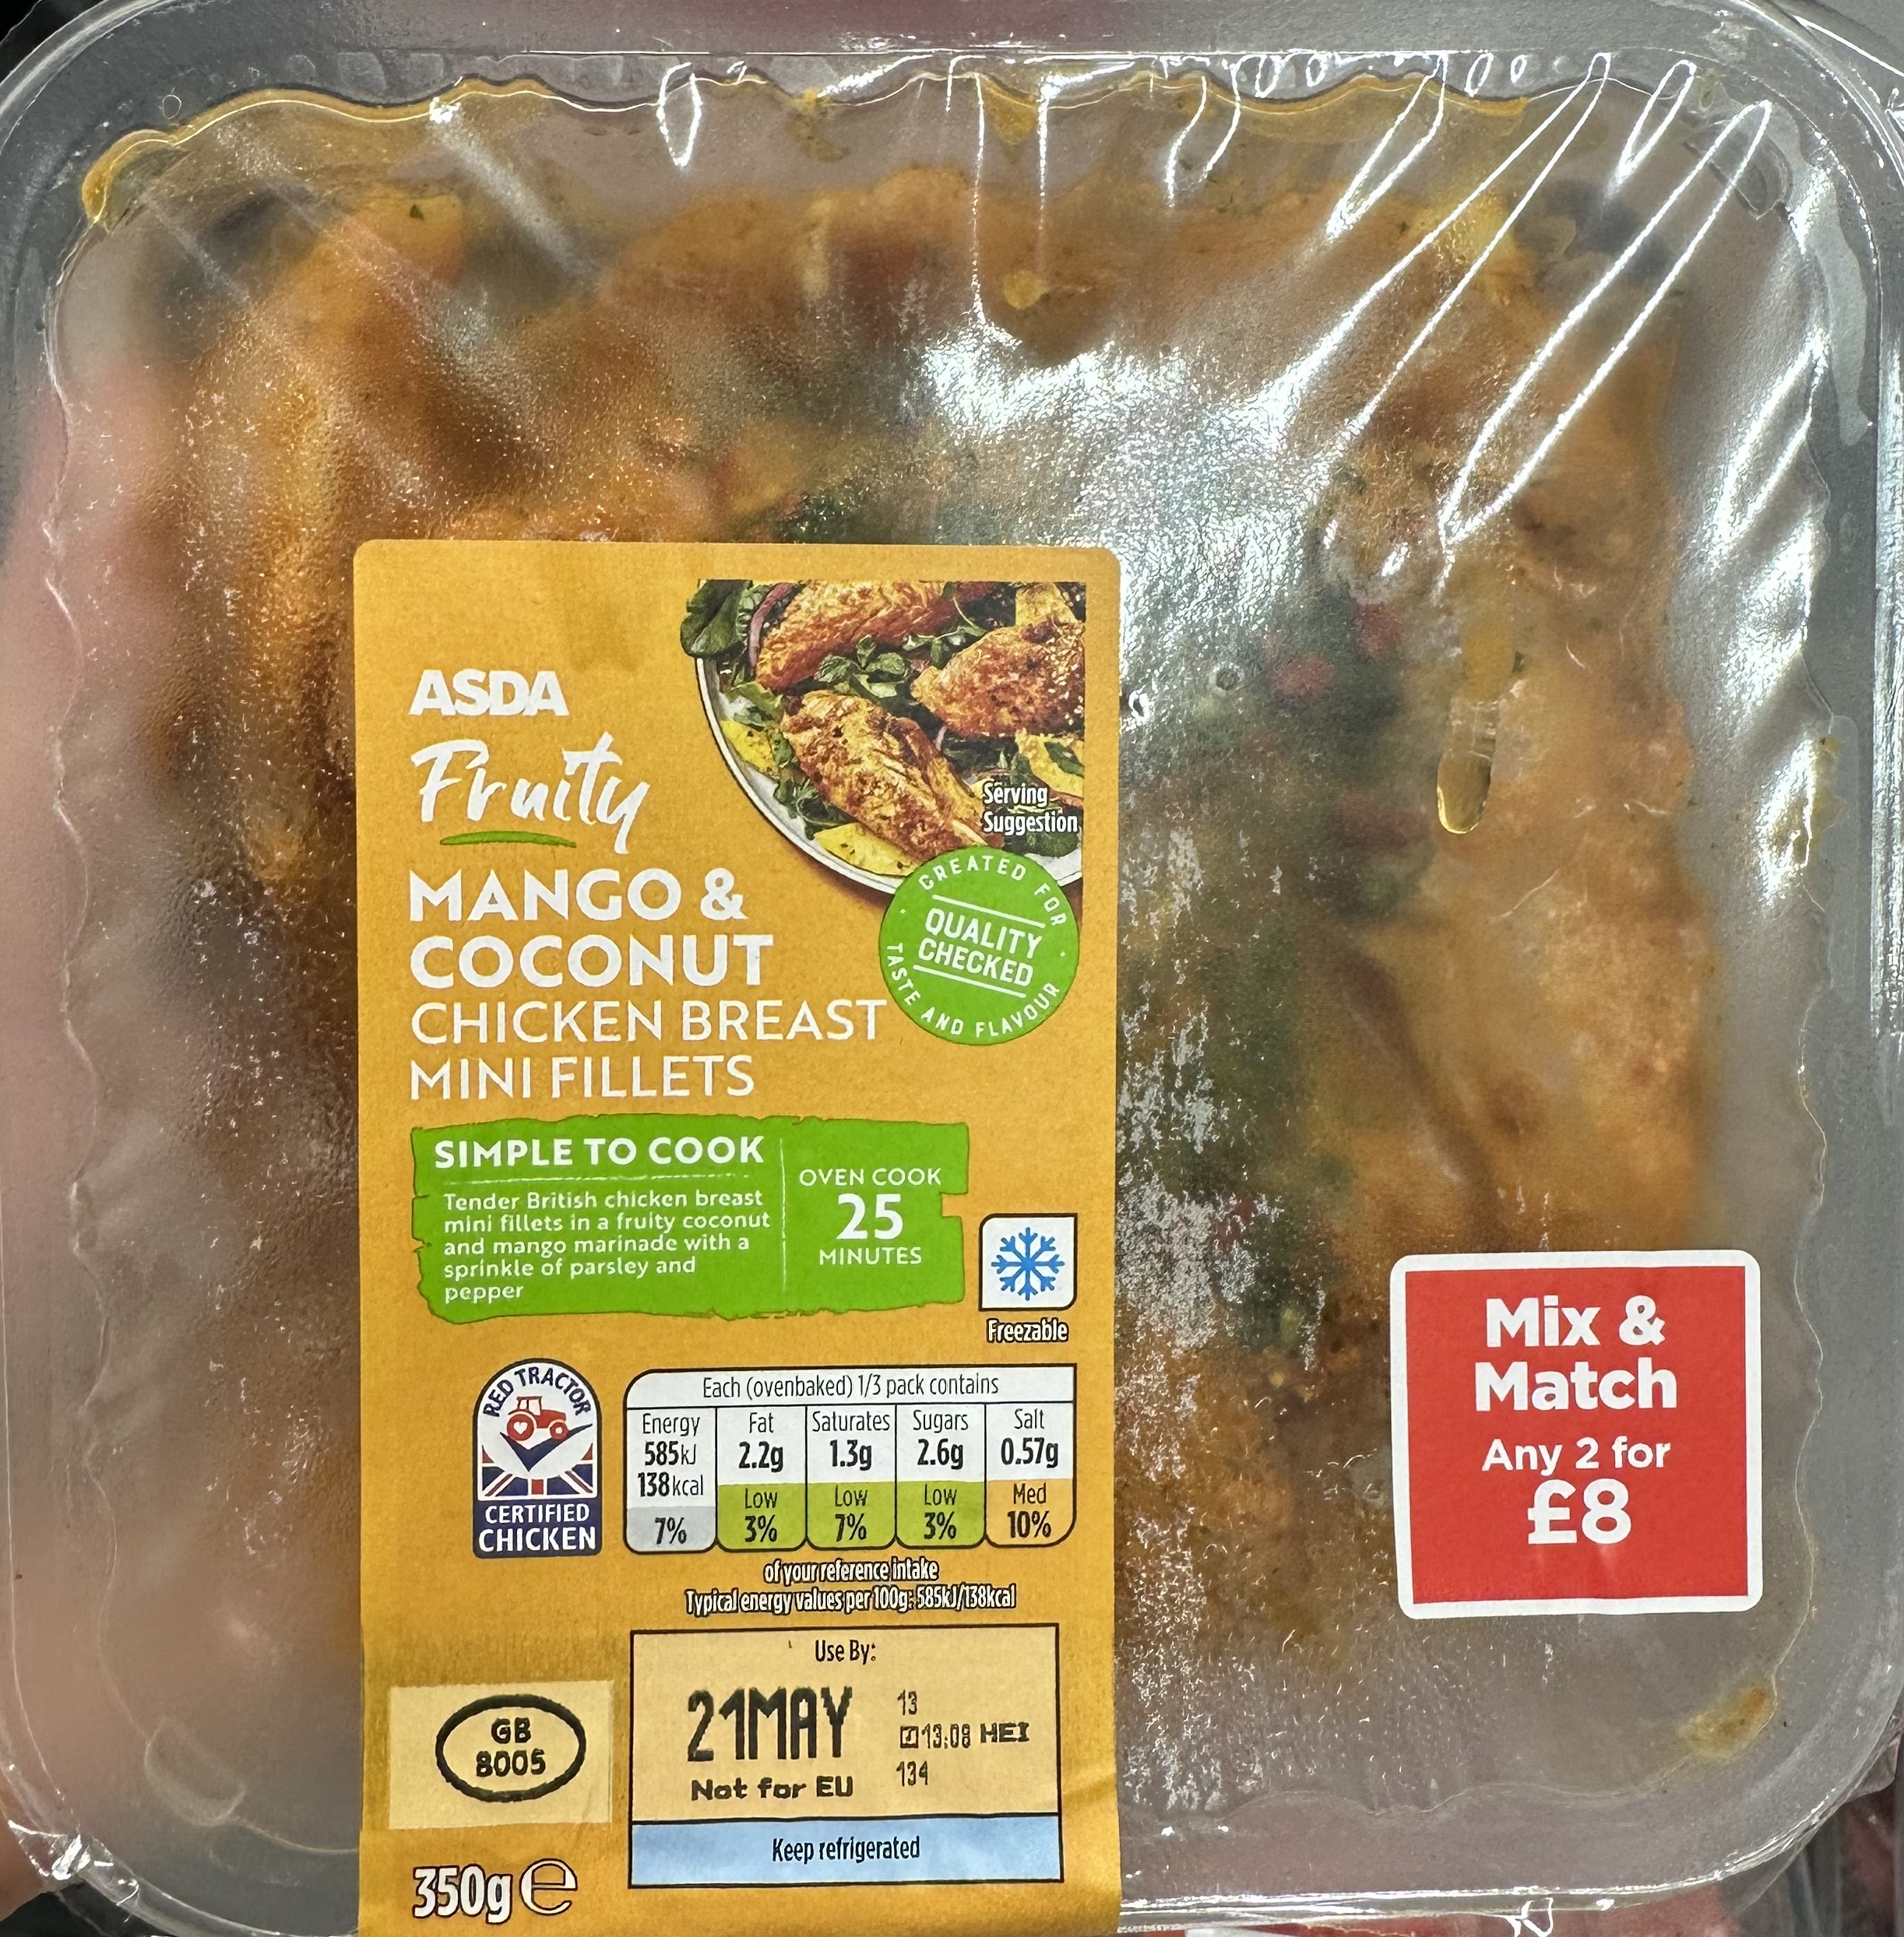 ASDA
Fruity
MANGO &
COCONUT
CHICKEN BREAST
MINI FILLETS
Serving
Suggestion
CREATED FOR
QUALITY
CHECKED
TASTE AND FLAVOUR
SIMPLE TO COOK
Tender British chicken breast
mini fillets in a fruity coconut
and mango marinade with a
sprinkle of parsley and
pepper
OVEN COOK
25
MINUTES
Freezable
RED TRACTOR
CERTIFIED
CHICKEN
Each (ovenbaked) 1/3 pack contains
Energy Fat Saturates Sugars Salt
585kJ 2.2g 1.3g 2.6g 0.57g
138kcal Low Low Low Med
7% 3% 7% 3% 10%
of your reference intake
Typical energy values per 100g: 585kJ/138kcal
Use By:
21MAY 13
13:08 HEI
Not for EU 134
Keep refrigerated
GB
8005
350g e
Mix &
Match
Any 2 for
£8